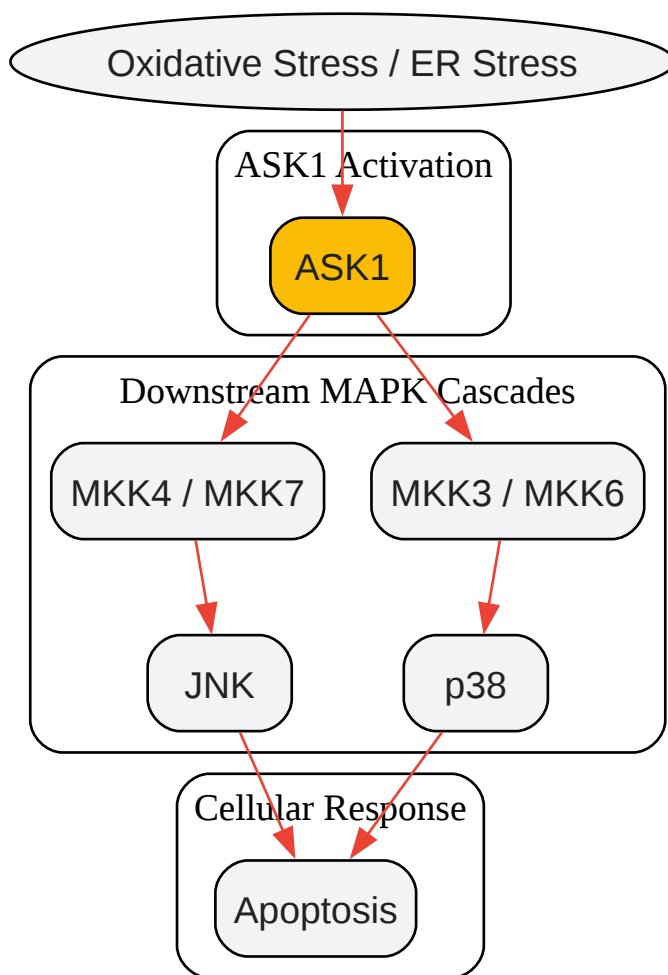 Oxidative Stress / ER Stress
ASK1 Activation
ASK1
Downstream MAPK Cascades
MKK4 / MKK7
MKK3 / MKK6
JNK
p38
Cellular Response
Apoptosis